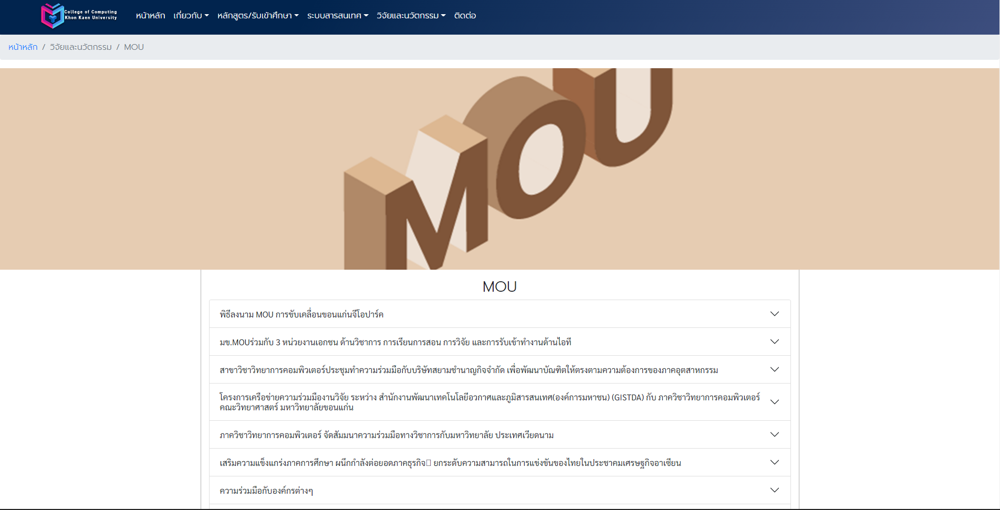 College of Computing
Khon Kaen University
หน้าหลัก เกี่ยวกับ หลักสูตร/รับเข้าศึกษา ระบบสารสนเทศ วิจัยและนวัตกรรม ติดต่อ
หน้าหลัก / วิจัยและนวัตกรรม / MOU
MOU
MOU
พิธีลงนาม MOU การขับเคลื่อนขอนแก่นจีโอปาร์ค
มข.MOUร่วมกับ 3 หน่วยงานเอกชน ด้านวิชาการ การเรียนการสอน การวิจัย และการรับเข้าทำงานด้านไอที
สาขาวิชาวิทยาการคอมพิวเตอร์ประชุมทำความร่วมมือกับบริษัทสยามชำนาญกิจจำกัด เพื่อพัฒนาบัณฑิตให้ตรงตามความต้องการของภาคอุตสาหกรรม
โครงการเครือข่ายความร่วมมืองานวิจัย ระหว่าง สำนักงานพัฒนาเทคโนโลยีอวกาศและภูมิสารสนเทศ(องค์การมหาชน) (GISTDA) กับ ภาควิชาวิทยาการคอมพิวเตอร์
คณะวิทยาศาสตร์ มหาวิทยาลัยขอนแก่น
ภาควิชาวิทยาการคอมพิวเตอร์ จัดสัมมนาความร่วมมือทางวิชาการกับมหาวิทยาลัย ประเทศเวียดนาม
เสริมความแข็งแกร่งภาคการศึกษา ผนึกกำลังต่อยอดภาคธุรกิจ ยกระดับความสามารถในการแข่งขันของไทยในประชาคมเศรษฐกิจอาเซียน
ความร่วมมือกับองค์กรต่างๆ